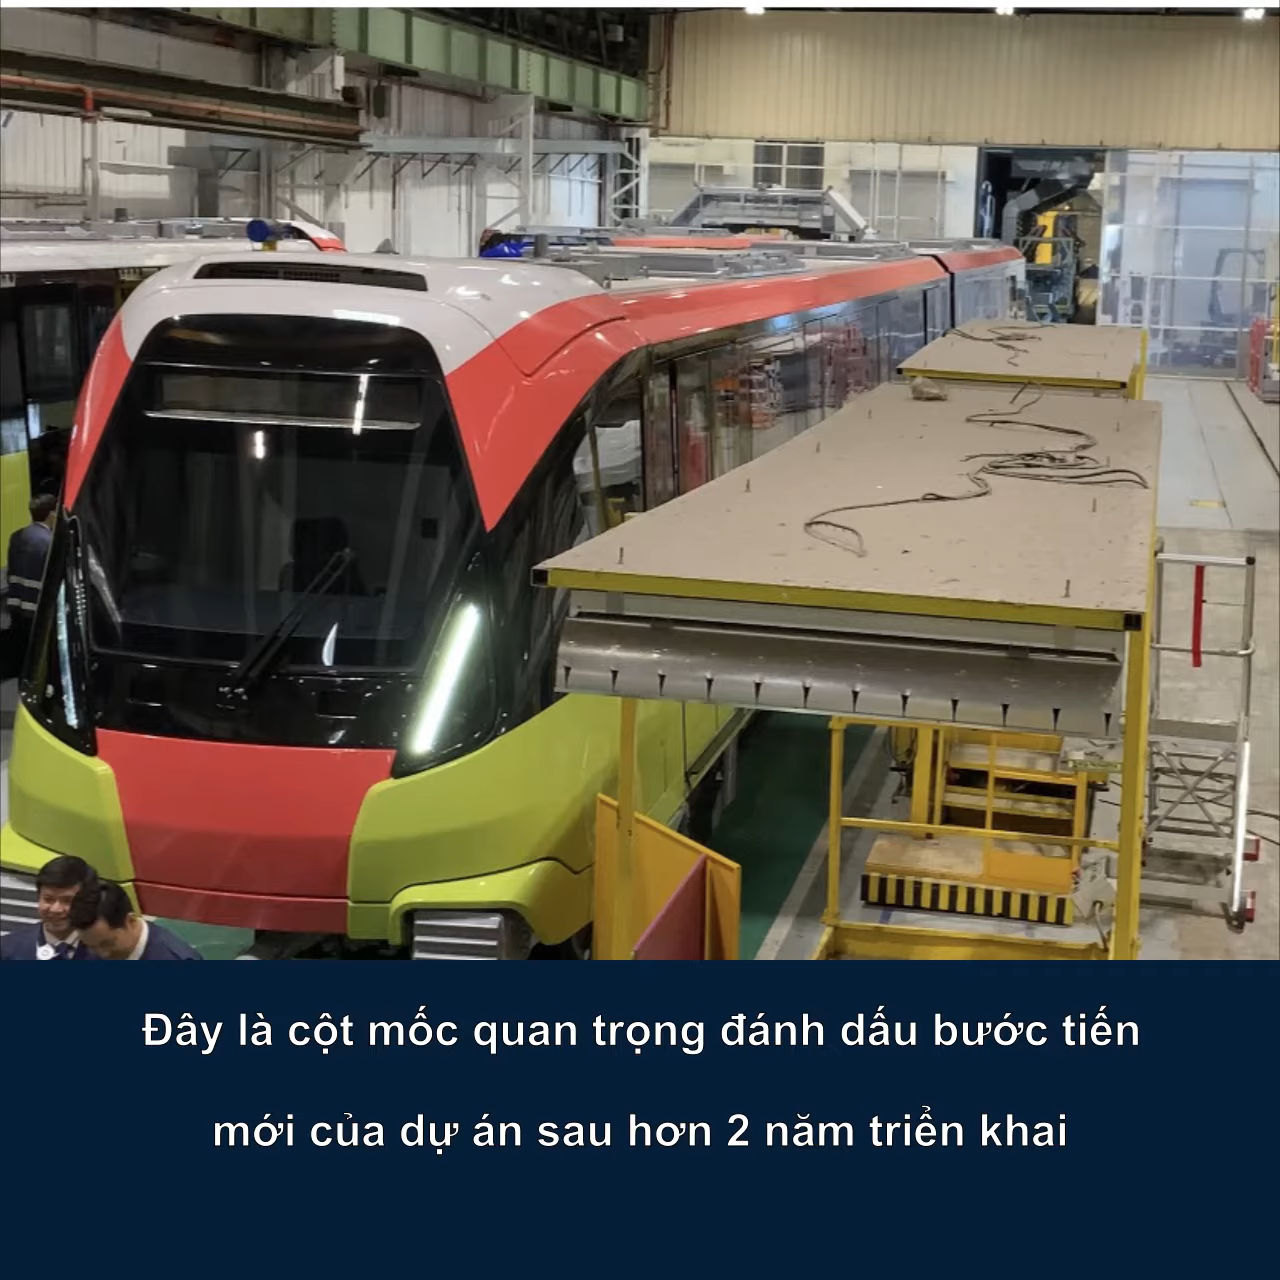 Đây là cột mốc quan trọng đánh dấu bước tiến
mới của dự án sau hơn 2 năm triển khai